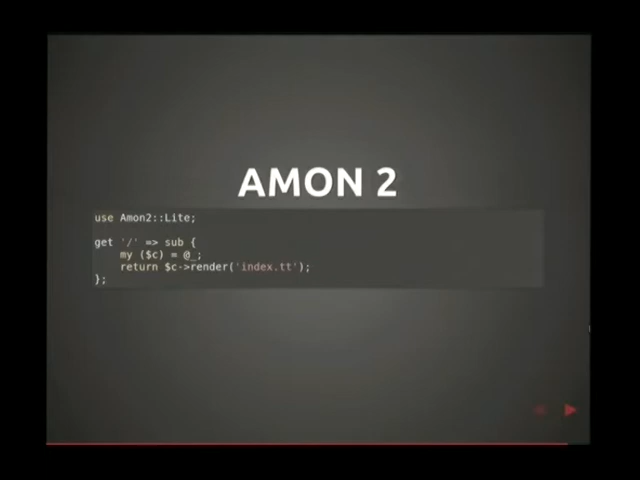 AMON 2
use Amon2::Lite;
get '/' => sub {
my ($c) = @_;
return $c->render('index.tt');
};